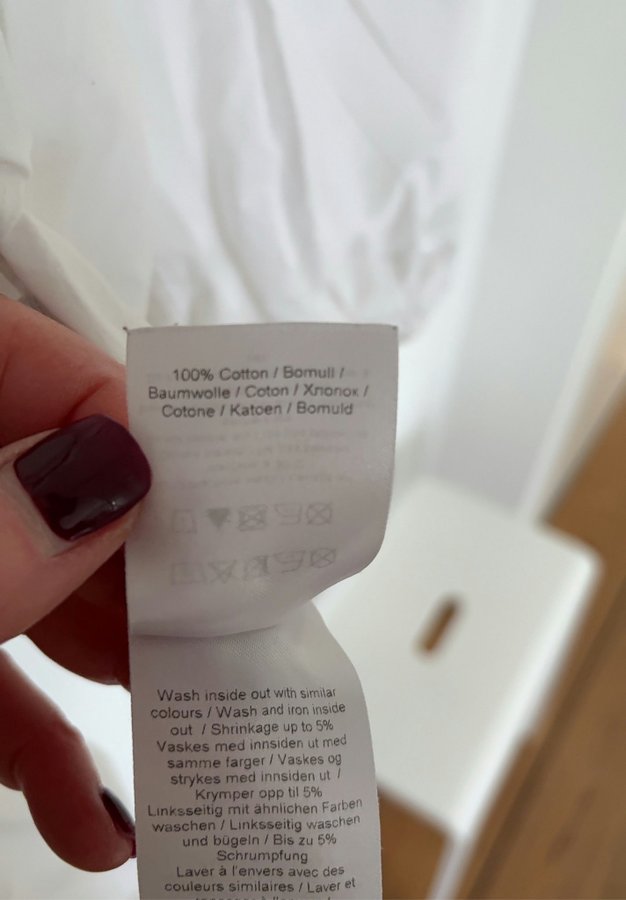 100% Cotton / Bomull /
Baumwolle / Coton / Хлопок /
Cotone / Katoen / Bomuld
Wash inside out with similar
colours / Wash and iron inside
out / Shrinkage up to 5%
Vaskes med innsiden ut med
samme farger / Vaskes og
strykes med innsiden ut /
Krymper opp til 5%
Linksseitig mit ähnlichen Farben
waschen / Linksseitig waschen
und bügeln / Bis zu 5%
Schrumpfung
Laver à l'envers avec des
couleurs similaires / Laver et